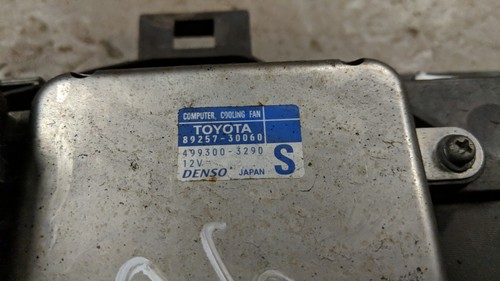 COMPUTER, COOLING FAN
TOYOTA
89257-30060
499300-3290
12V
DENSO JAPAN
S